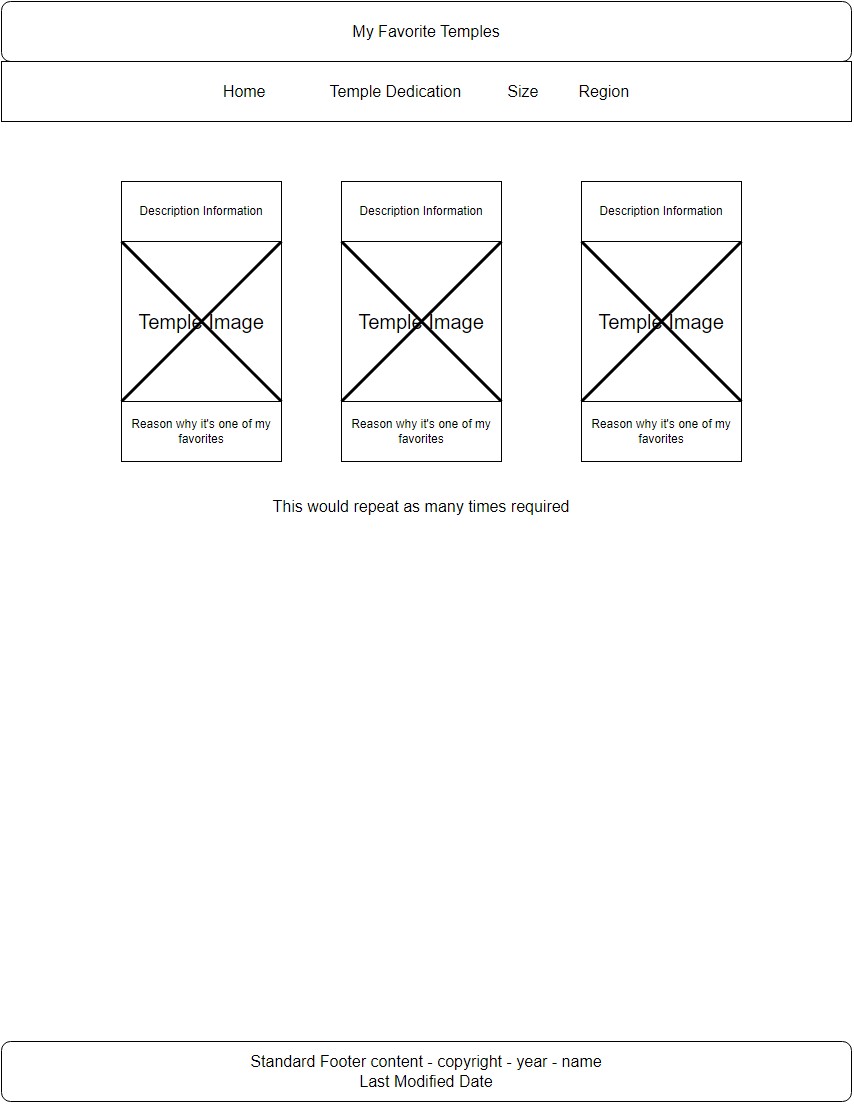 My Favorite Temples
Home Temple Dedication Size Region
Description Information Description Information Description Information
Temple Image Temple Image Temple Image
Reason why it's one of my Reason why it's one of my Reason why it's one of my
favorites favorites favorites
This would repeat as many times required
Standard Footer content - copyright - year - name
Last Modified Date